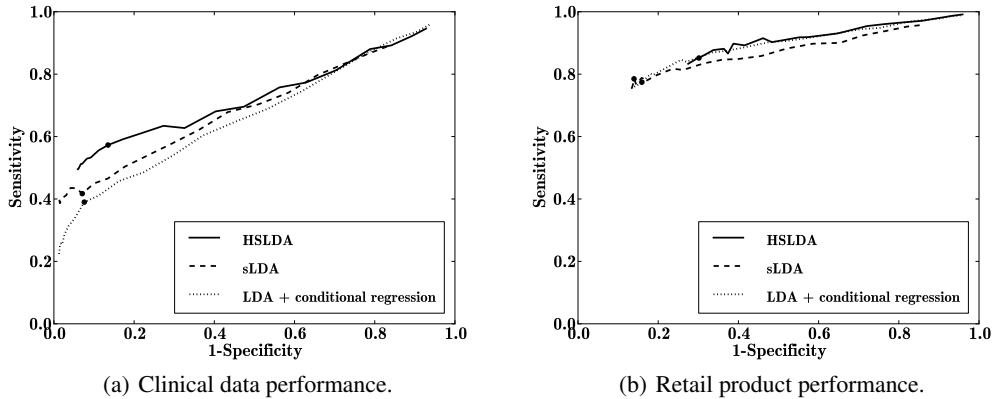 1.0
0.8
0.6
0.4
0.2
0.0
Sensitivity
0.0 0.2 0.4 0.6 0.8 1.0
1-Specificity
HSLDA
sLDA
LDA + conditional regression
(a) Clinical data performance.
1.0
0.8
0.6
0.4
0.2
0.0
Sensitivity
0.0 0.2 0.4 0.6 0.8 1.0
1-Specificity
HSLDA
sLDA
LDA + conditional regression
(b) Retail product performance.